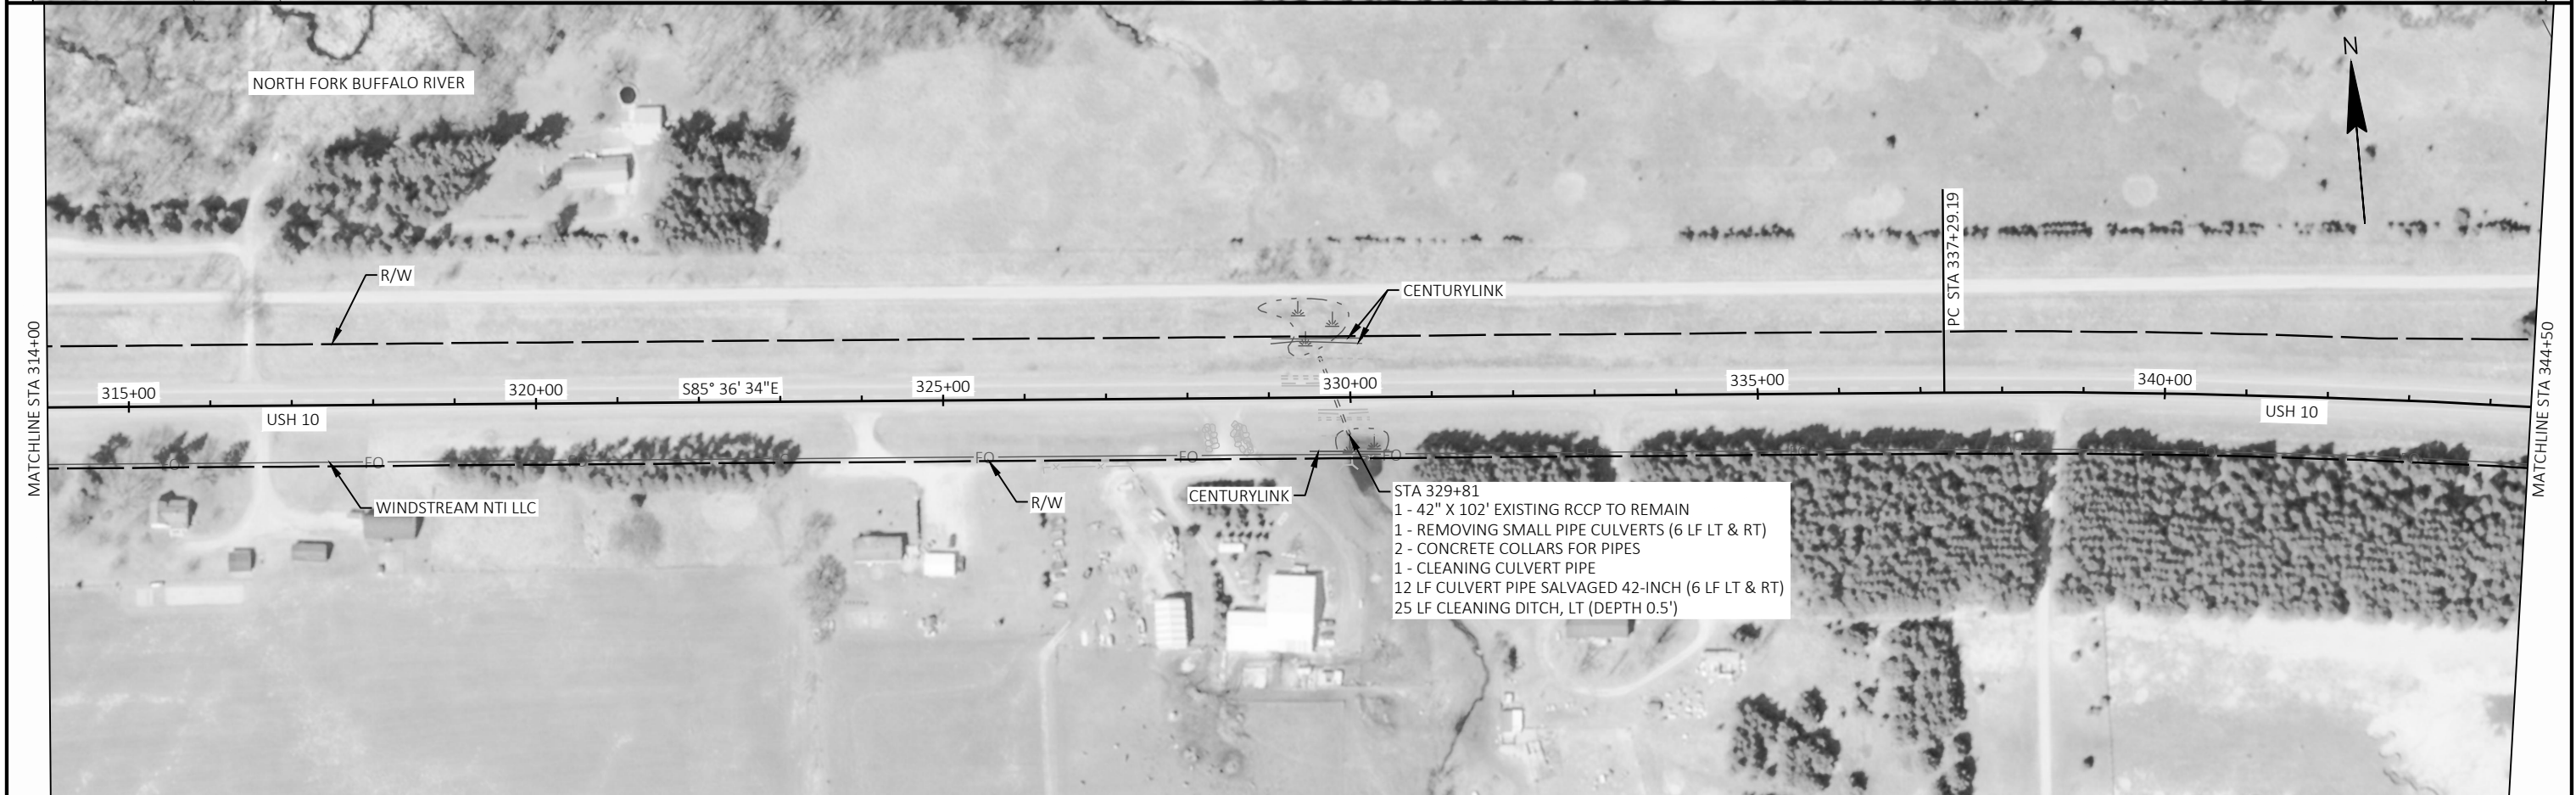 NORTH FORK BUFFALO RIVER
N
R/W
CENTURYLINK
PC STA 337+29.19
MATCHLINE STA 314+00
MATCHLINE STA 344+50
315+00
320+00
S85° 36' 34"E
325+00
330+00
335+00
340+00
USH 10
USH 10
FO
FO
FO
FO
FO
WINDSTREAM NTI LLC
R/W
CENTURYLINK
STA 329+81
1 - 42" X 102' EXISTING RCCP TO REMAIN
1 - REMOVING SMALL PIPE CULVERTS (6 LF LT & RT)
2 - CONCRETE COLLARS FOR PIPES
1 - CLEANING CULVERT PIPE
12 LF CULVERT PIPE SALVAGED 42-INCH (6 LF LT & RT)
25 LF CLEANING DITCH, LT (DEPTH 0.5')